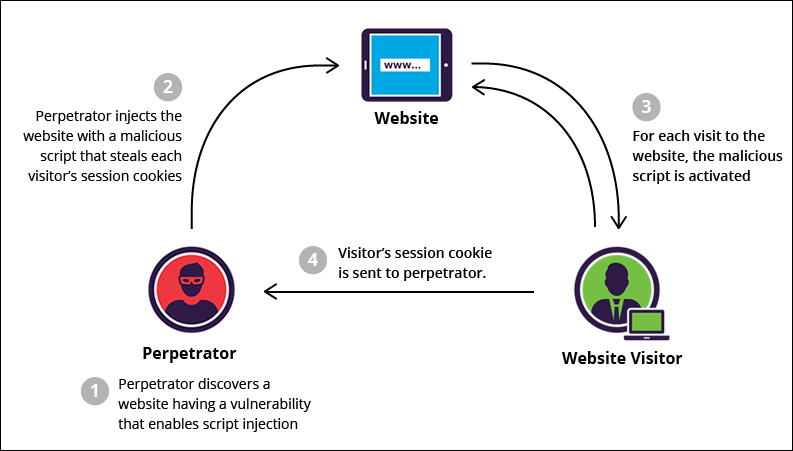 www...
Website
2
Perpetrator injects the
website with a malicious
script that steals each
visitor’s session cookies
3
For each visit to the
website, the malicious
script is activated
4
Visitor’s session cookie
is sent to perpetrator.
Perpetrator
Website Visitor
1
Perpetrator discovers a
website having a vulnerability
that enables script injection